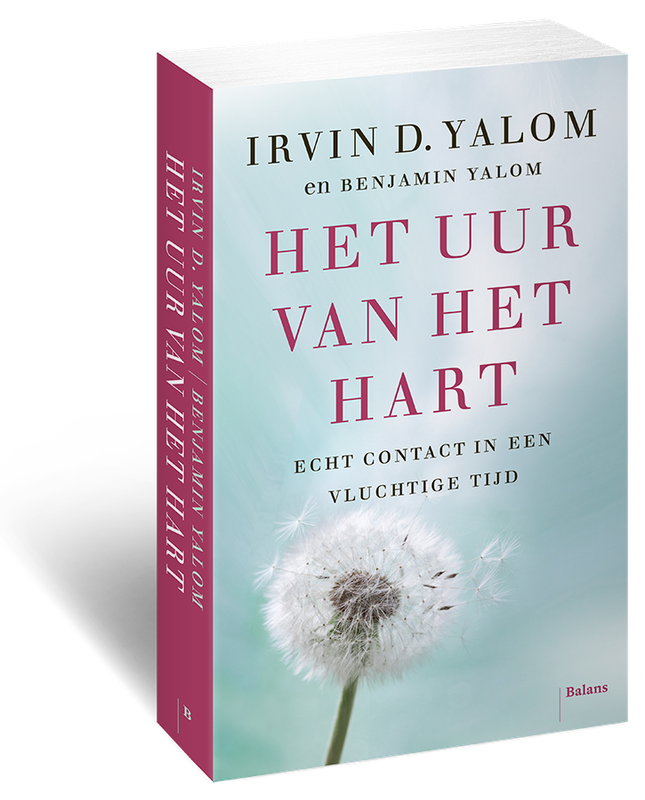 IRVIN D. YALOM
en BENJAMIN YALOM
HET UUR
VAN HET
HART
ECHT CONTACT IN EEN
VLUCHTIGE TIJD
Balans
IRVIN D. YALOM / BENJAMIN YALOM
HET UUR VAN HET HART
B